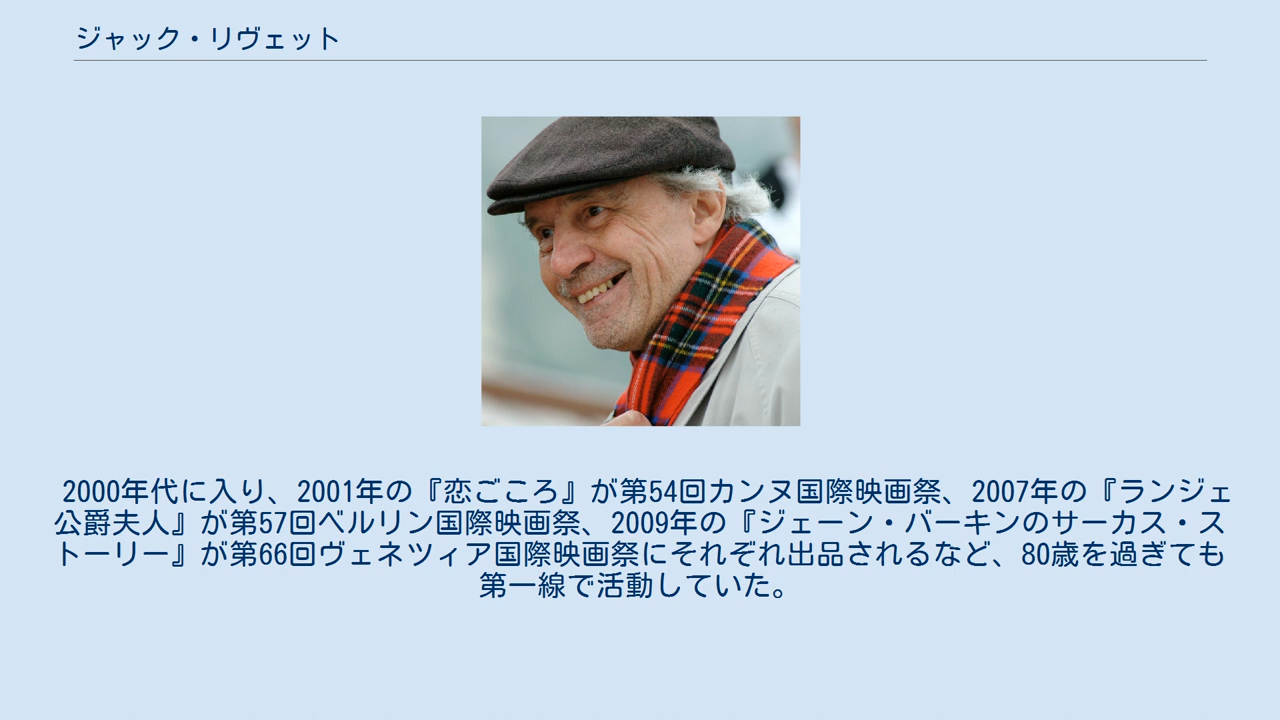 ジャック・リヴェット
2000年代に入り、2001年の『恋ごころ』が第54回カンヌ国際映画祭、2007年の『ランジェ
公爵夫人』が第57回ベルリン国際映画祭、2009年の『ジェーン・バーキンのサーカス・ス
トーリー』が第66回ヴェネツィア国際映画祭にそれぞれ出品されるなど、80歳を過ぎても
第一線で活動していた。